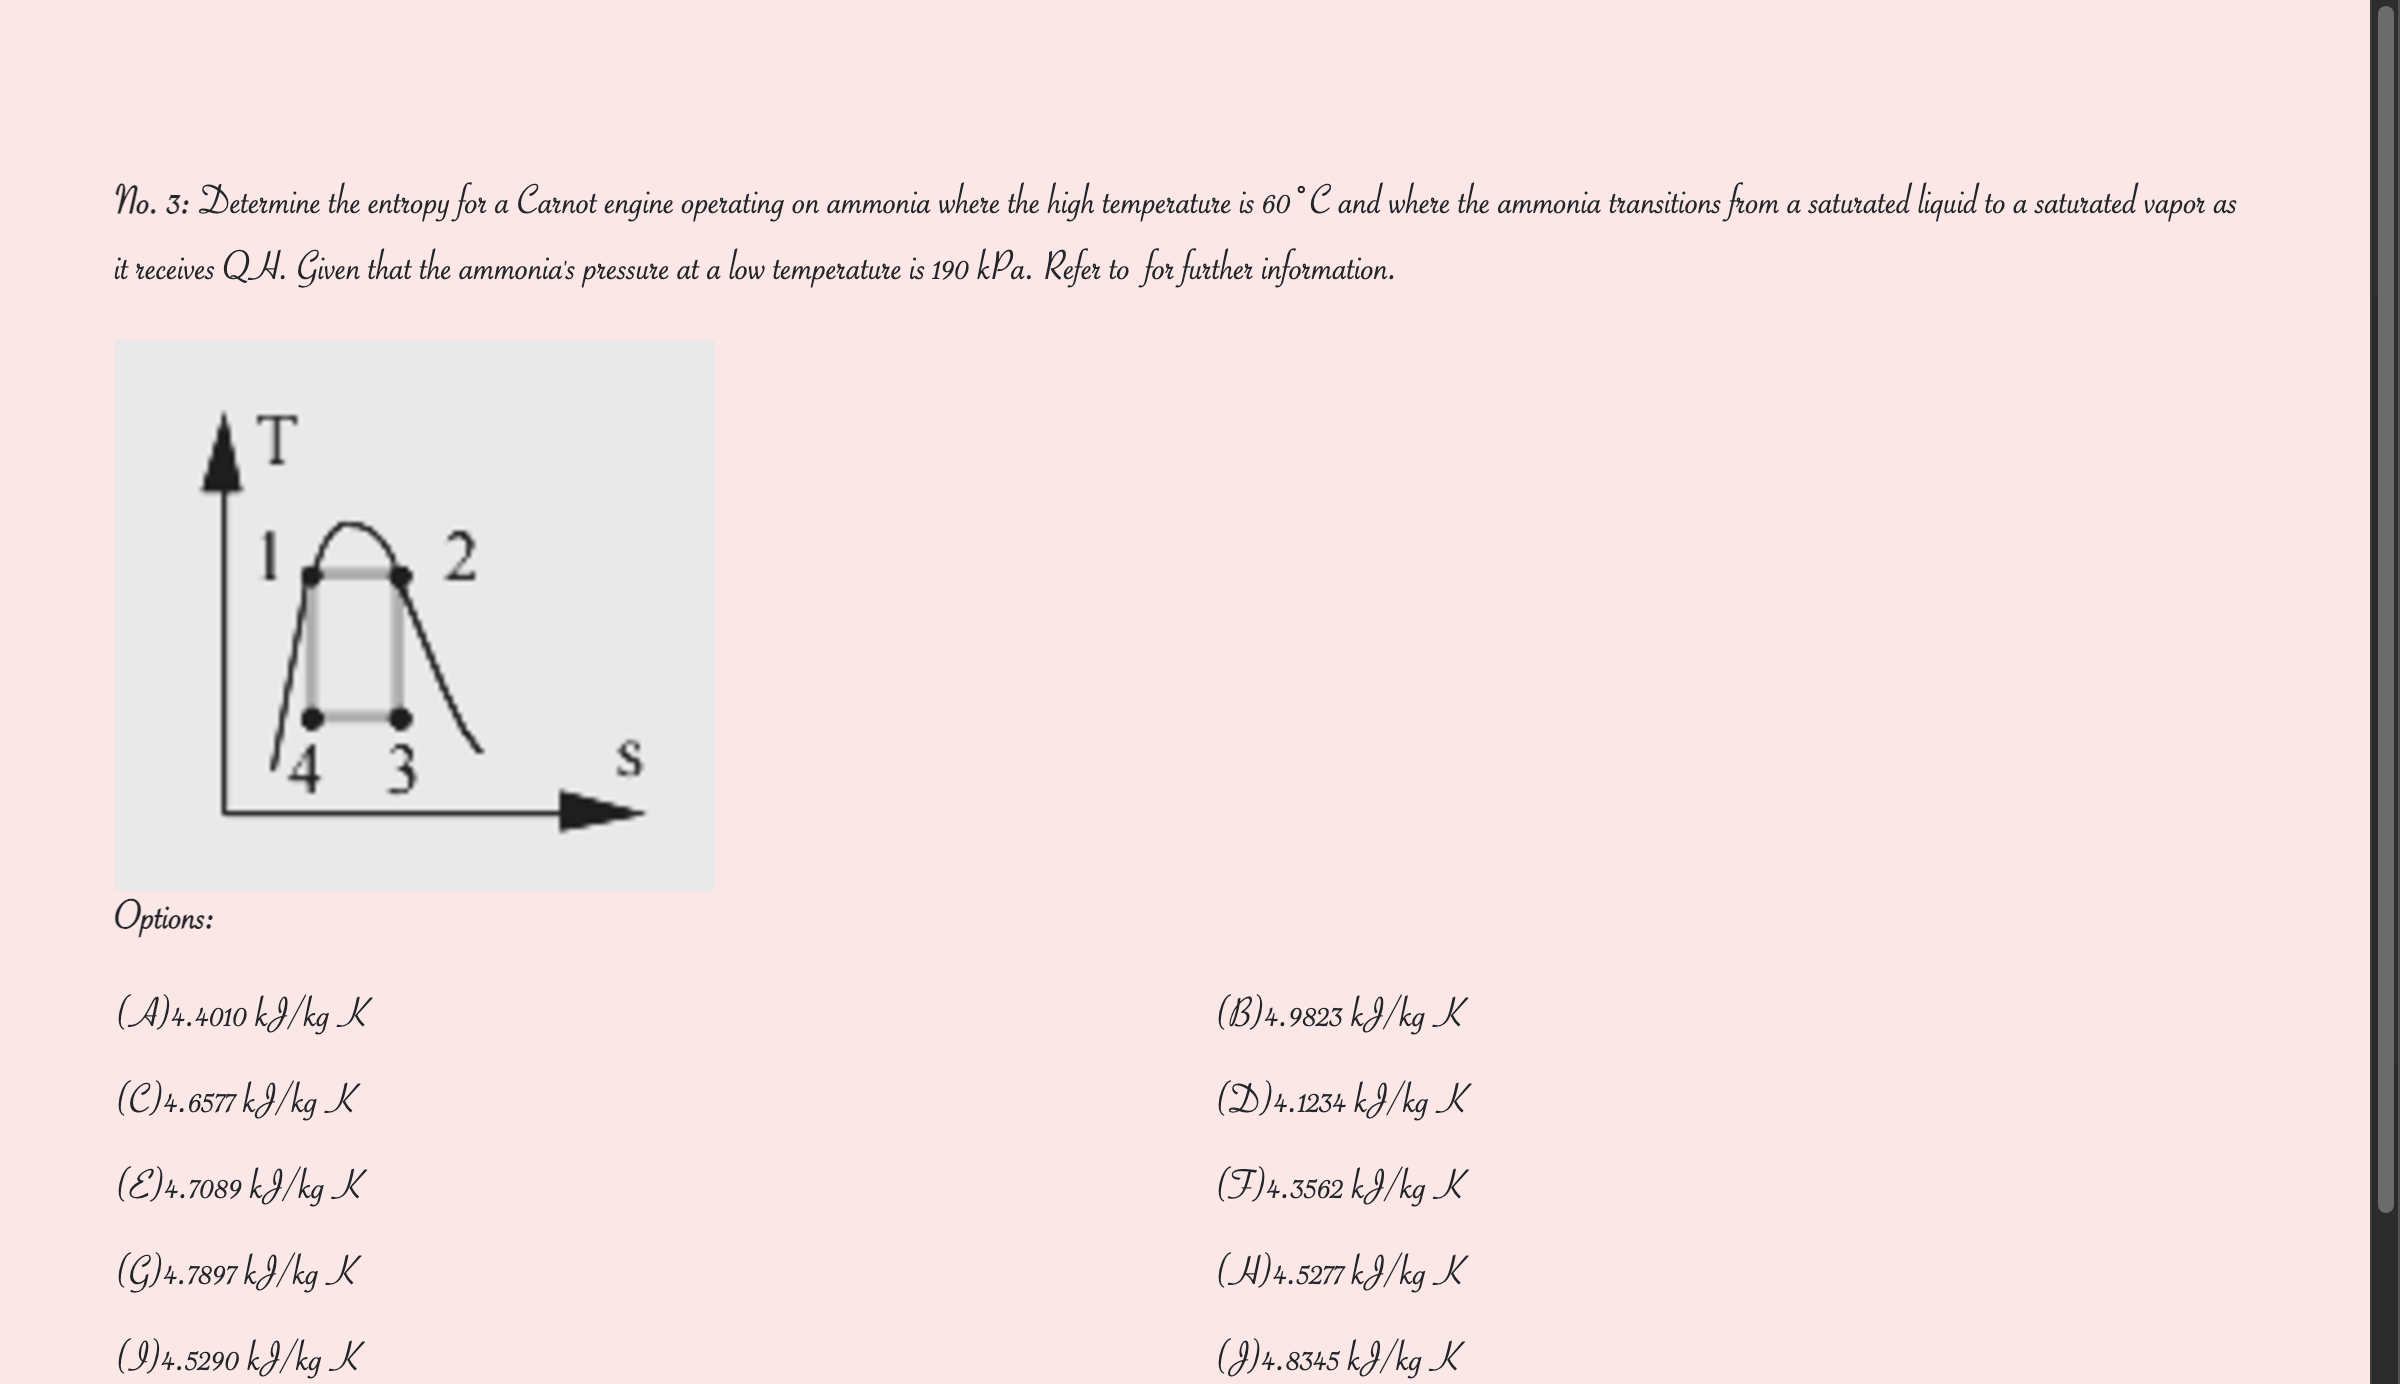 No. 3: Determine the entropy for a Carnot engine operating on ammonia where the high temperature is 60°C and where the ammonia transitions from a saturated liquid to a saturated vapor as
it receives QH. Given that the ammonia's pressure at a low temperature is 190 kPa. Refer to  for further information.
T
1
2
4
3
s
Options:
(A)4.4010 kJ/kg K
(B)4.9823 kJ/kg K
(C)4.6577 kJ/kg K
(D)4.1234 kJ/kg K
(E)4.7089 kJ/kg K
(F)4.3562 kJ/kg K
(G)4.7897 kJ/kg K
(H)4.5277 kJ/kg K
(I)4.5290 kJ/kg K
(J)4.8345 kJ/kg K